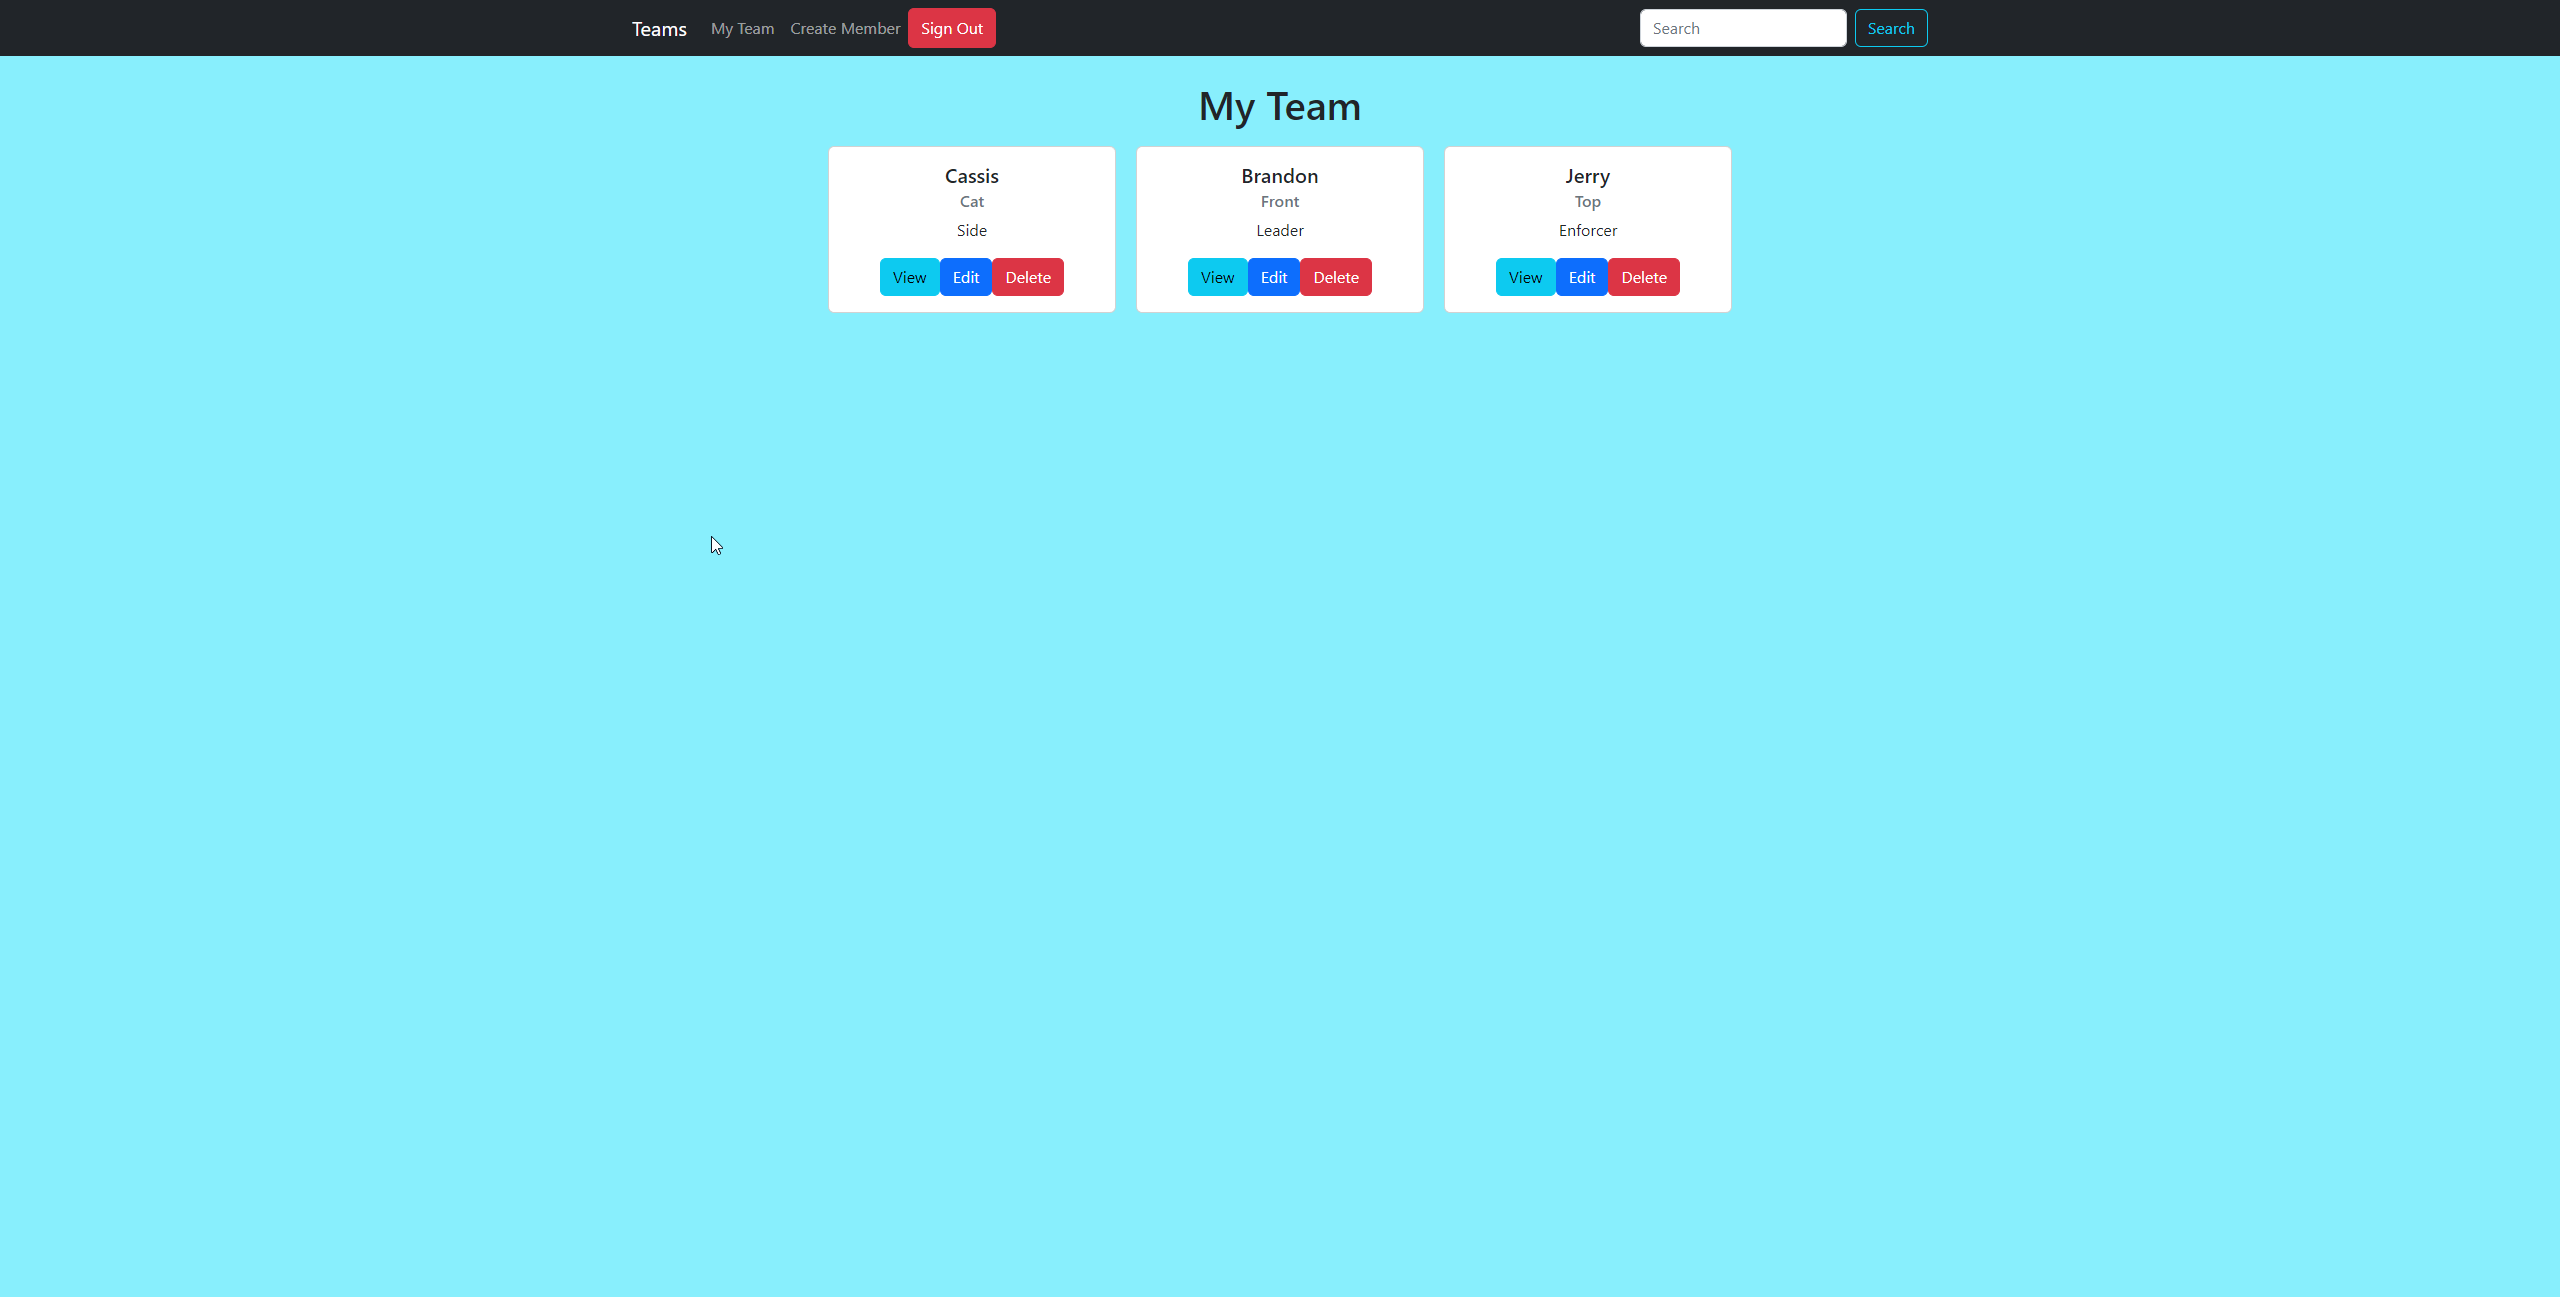 Teams My Team Create Member Sign Out Search Search
My Team
Cassis
Cat
Side
View Edit Delete
Brandon
Front
Leader
View Edit Delete
Jerry
Top
Enforcer
View Edit Delete